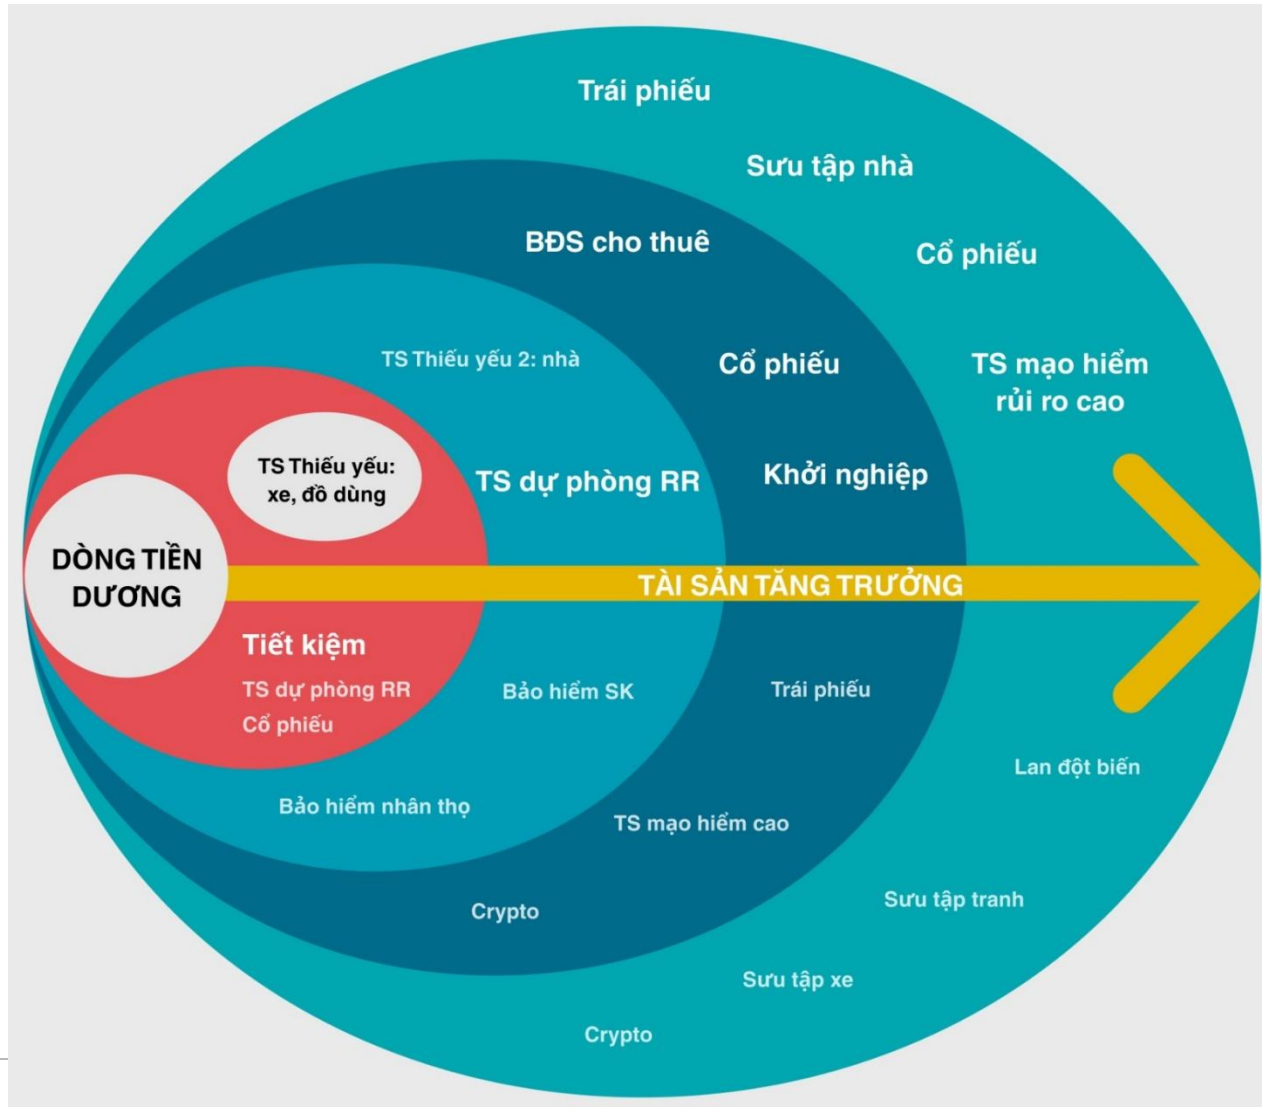 Trái phiếu
Sưu tập nhà
BĐS cho thuê
Cổ phiếu
TS Thiếu yếu 2: nhà
Cổ phiếu
TS mạo hiểm
rủi ro cao
TS Thiếu yếu:
xe, đồ dùng
TS dự phòng RR
Khởi nghiệp
DÒNG TIỀN
DƯƠNG
TÀI SẢN TĂNG TRƯỞNG
Tiết kiệm
TS dự phòng RR
Cổ phiếu
Bảo hiểm SK
Trái phiếu
Lan đột biến
Bảo hiểm nhân thọ
TS mạo hiểm cao
Sưu tập tranh
Crypto
Sưu tập xe
Crypto